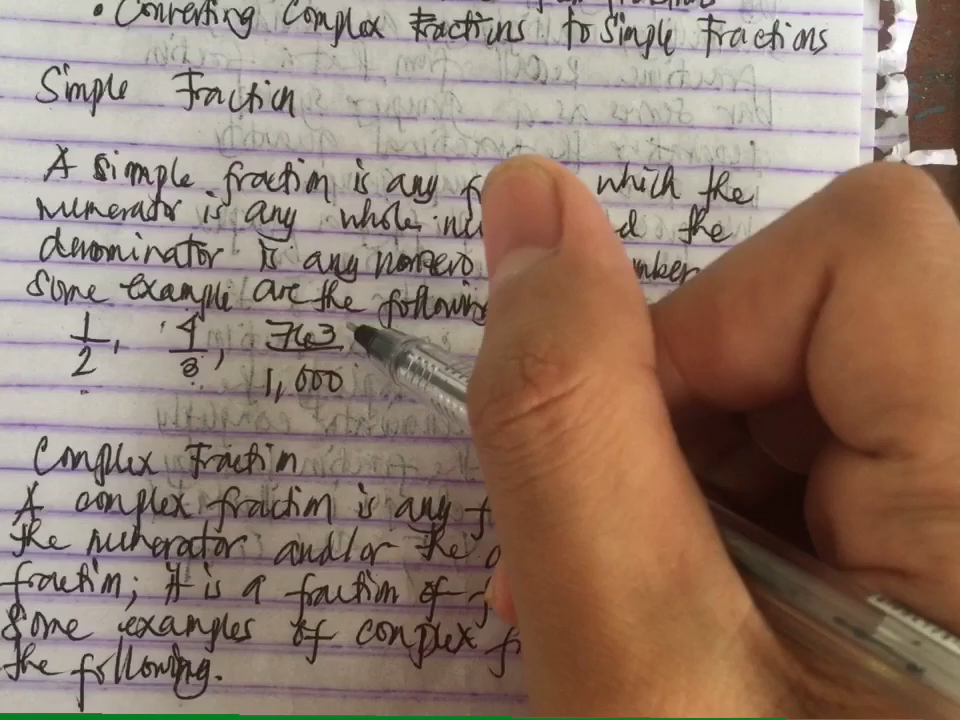 • Converting Complex Fractions to Simple Fractions
Simple Fraction
A simple fraction is any which the
numerator is any whole the
denominator is any nonzero
Some example are the following
1/2, 4/3, 763/1,000
Complex Fraction
A complex fraction is any
the numerator and/or the
fraction; it is a fraction of
Some examples of complex
the following.